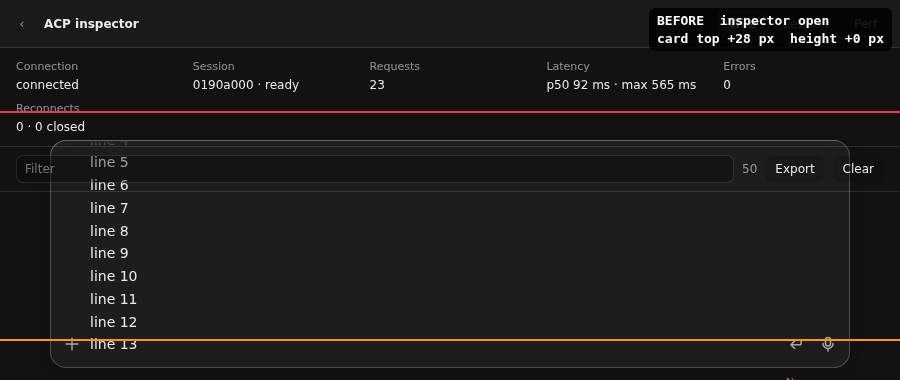 ‹ ACP inspector
BEFORE inspector open
card top +28 px height +0 px
Perf
Connection Session Requests Latency Errors
connected 0190a000 · ready 23 p50 92 ms · max 565 ms 0
Reconnects
0 · 0 closed
line 4
line 5
Filter 50 Export Clear
line 6
line 7
line 8
line 9
line 10
line 11
line 12
line 13